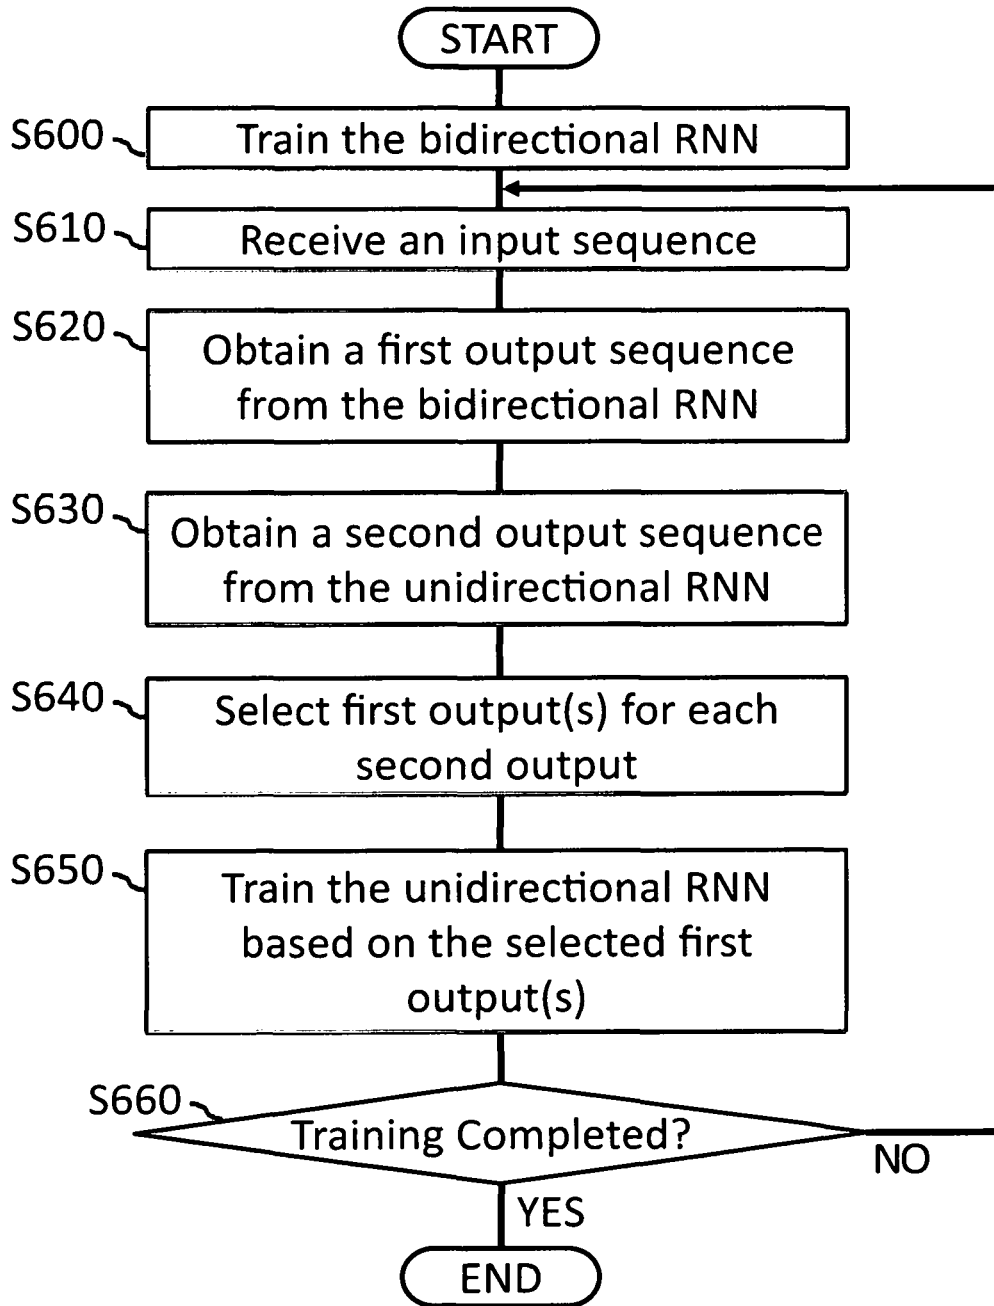 START
S600
Train the bidirectional RNN
S610
Receive an input sequence
S620
Obtain a first output sequence
from the bidirectional RNN
S630
Obtain a second output sequence
from the unidirectional RNN
S640
Select first output(s) for each
second output
S650
Train the unidirectional RNN
based on the selected first
output(s)
S660
Training Completed?
NO
YES
END